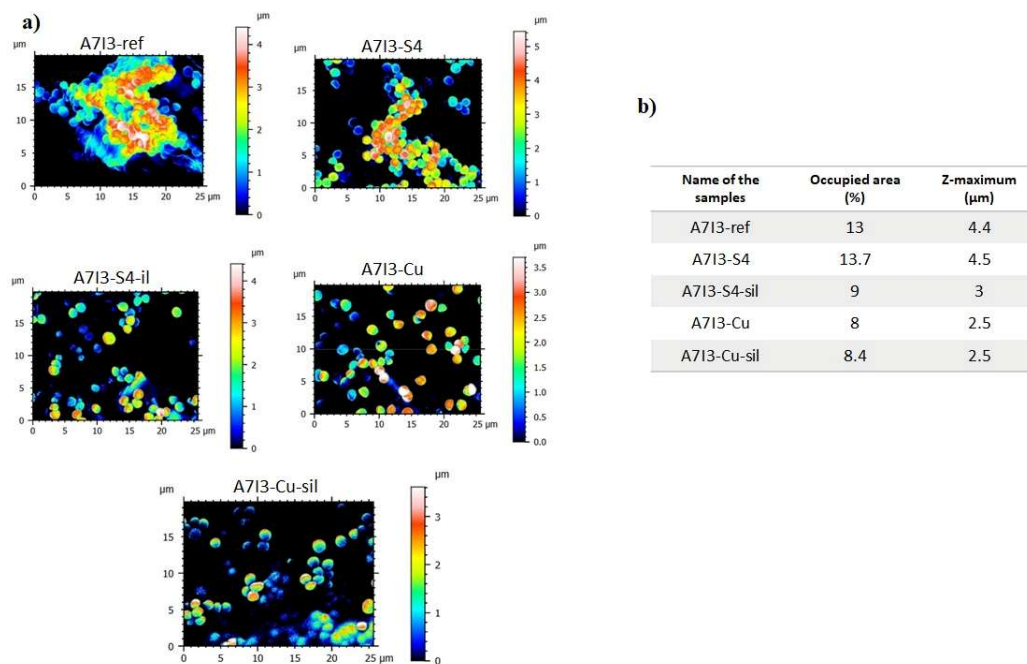 a)
A7I3-ref
µm
15
10
5
0
0 5 10 15 20 25 µm
µm
4
3
2
1
0
A7I3-S4
µm
15
10
5
0
0 5 10 15 20 25 µm
µm
5
4
3
2
1
0
A7I3-S4-il
µm
15
10
5
0
0 5 10 15 20 25 µm
µm
4
3
2
1
0
A7I3-Cu
µm
15
10
5
0
0 5 10 15 20 25 µm
µm
3.5
3.0
2.5
2.0
1.5
1.0
0.5
0.0
A7I3-Cu-sil
µm
15
10
5
0
0 5 10 15 20 25 µm
µm
3
2
1
0
b)
Name of the samples Occupied area (%) Z-maximum (µm)
A7I3-ref 13 4.4
A7I3-S4 13.7 4.5
A7I3-S4-sil 9 3
A7I3-Cu 8 2.5
A7I3-Cu-sil 8.4 2.5